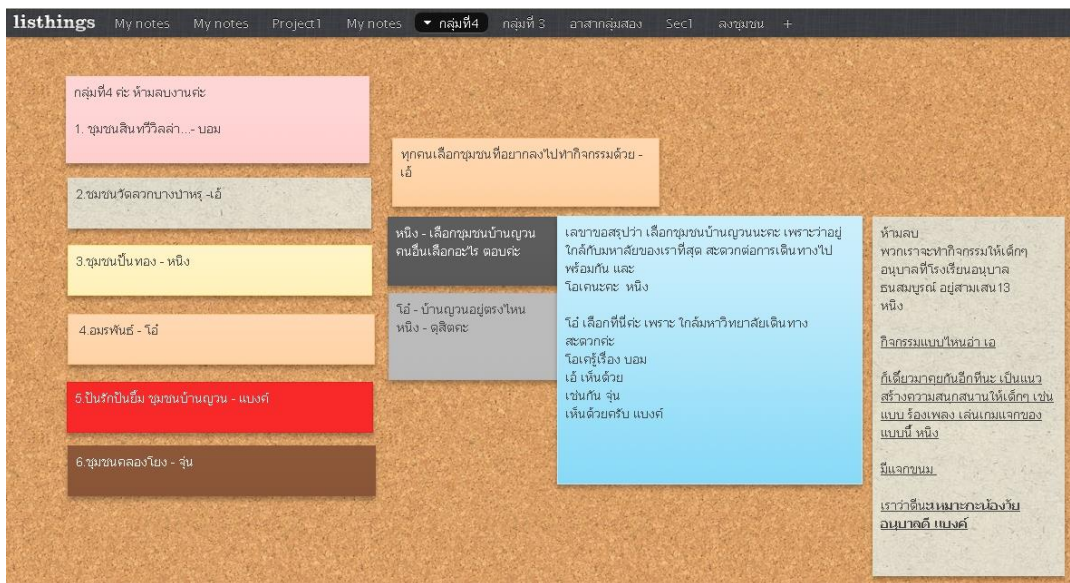 listhings My notes My notes Project1 My notes กลุ่มที่4 กลุ่มที่ 3 อาสากลุ่มสอง Sec1 ลงชุมชน +
กลุ่มที่4 ค่ะ ห้ามลบงานค่ะ
1. ชุมชนสินทวีวิลล่า...- บอม
2.ชมชนวัดลวกบางบำหรุ -เอ้
3.ชุมชนปิ่นทอง - หนิง
4.อมรพันธ์ - โอ๋
5.ปันรักปันยิ้ม ชุมชนบ้านญวน - แบงค์
6.ชุมชนคลองโยง - จุ่น
ทุกคนเลือกชุมชนที่อยากลงไปทำกิจกรรมด้วย -
เอ้
หนิง - เลือกชุมชนบ้านญวน
คนอื่นเลือกอะไร ตอบค่ะ
โอ๋ - บ้านญวนอยู่ตรงไหน
หนิง - ดุสิตคะ
เลขาขอสรุปว่า เลือกชุมชนบ้านญวนนะคะ เพราะว่าอยู่
ใกล้กับมหาลัยของเราที่สุด สะดวกต่อการเดินทางไป
พร้อมกัน และ
โอเคนะคะ หนิง
โอ๋ เลือกที่นี่ค่ะ เพราะ ใกล้มหาวิทยาลัยเดินทาง
สะดวกค่ะ
โอเครู้เรื่อง บอม
เอ้ เห็นด้วย
เช่นกัน จุ่น
เห็นด้วยครับ แบงค์
ห้ามลบ
พวกเราจะทำกิจกรรมให้เด็กๆ
อนุบาลที่โรงเรียนอนุบาล
ธนสมบูรณ์ อยู่สามเสน13
หนิง
กิจกรรมแบบไหนอ่า เอ
ก็เดี๋ยวมาคุยกันอีกทีนะ เป็นแนว
สร้างความสนุกสนานให้เด็กๆ เช่น
แบบ ร้องเพลง เล่นเกมแจกของ
แบบนี้ หนิง
มีแจกขนม
เราว่าดีนะเหมาะกะน้องวัย
อนุบาลดี แบงค์